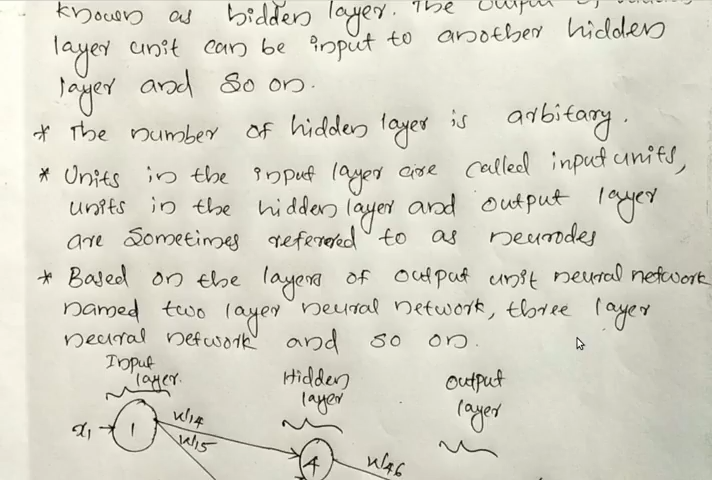 known as hidden layer. The output of
layer unit can be input to another hidden
layer and so on.
* The number of hidden layer is arbitary.
* Units in the input layer are called input units,
units in the hidden layer and output layer
are sometimes refererd to as neurodes
* Based on the layers of output unit neural network
named two layer neural network, three layer
neural network and so on.
Input layer. Hidden layer output layer
x1 1 w14
w15
4 w46